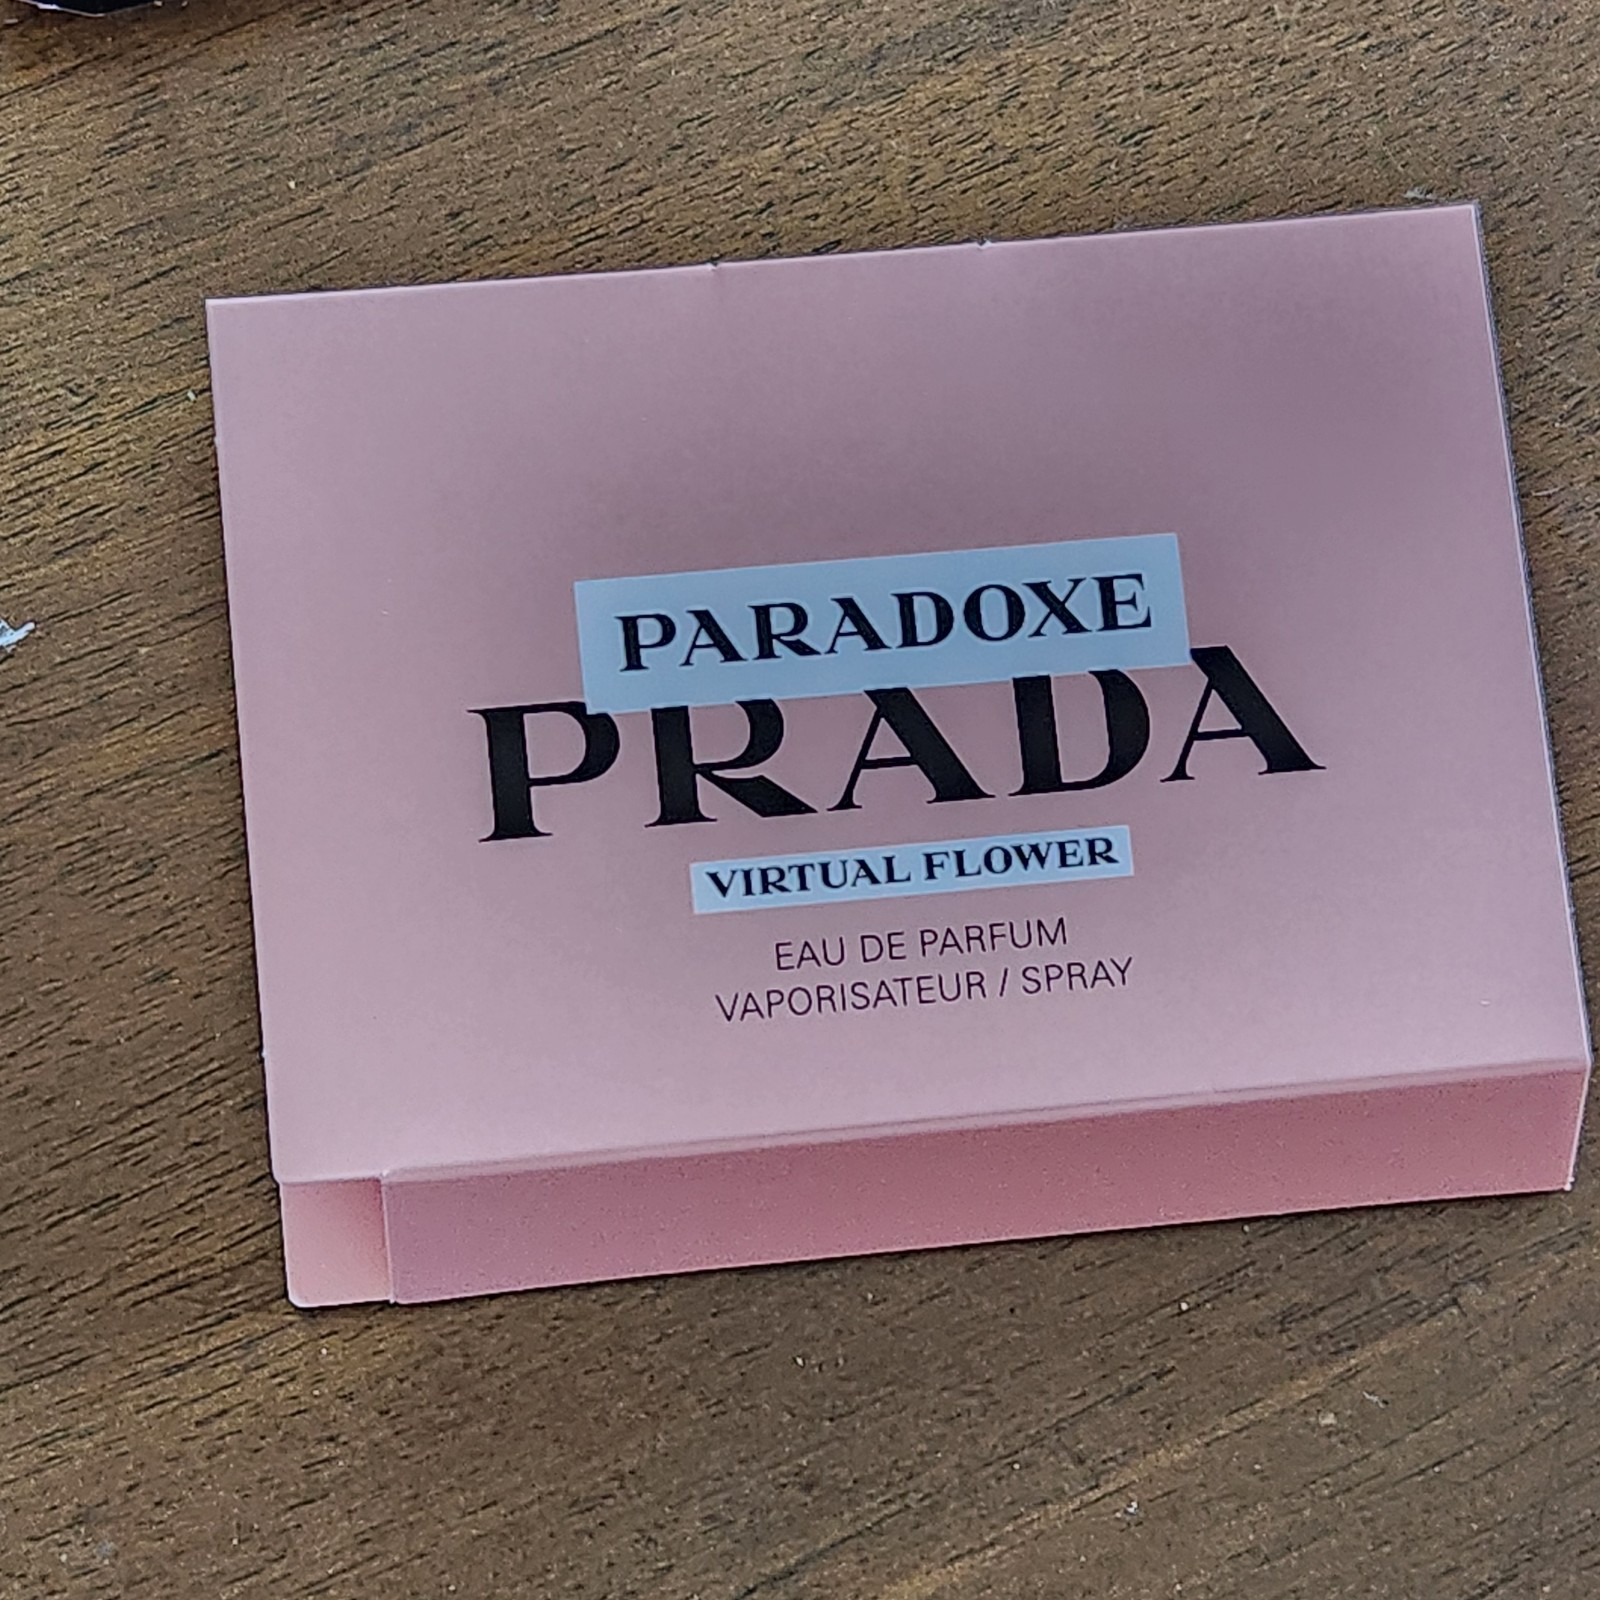 PARADOXE
PRADA
VIRTUAL FLOWER
EAU DE PARFUM
VAPORISATEUR / SPRAY